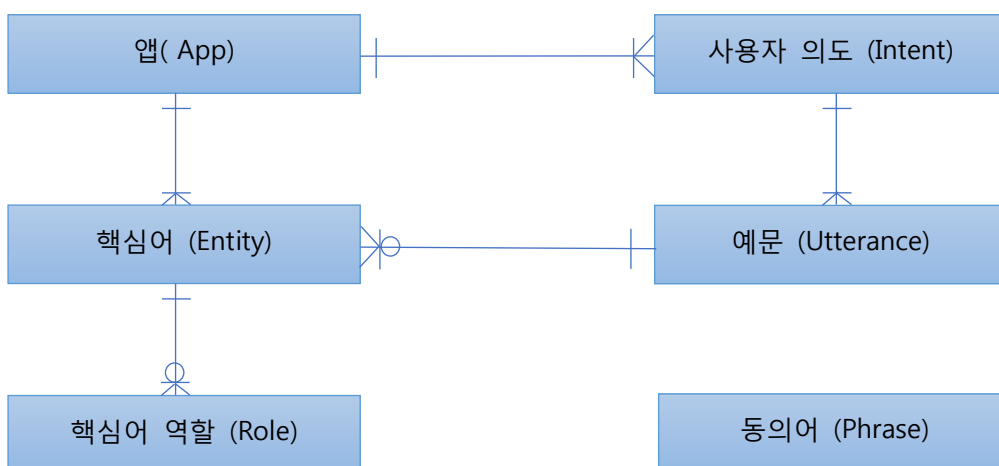 앱( App)
사용자 의도 (Intent)
핵심어 (Entity)
예문 (Utterance)
핵심어 역할 (Role)
동의어 (Phrase)